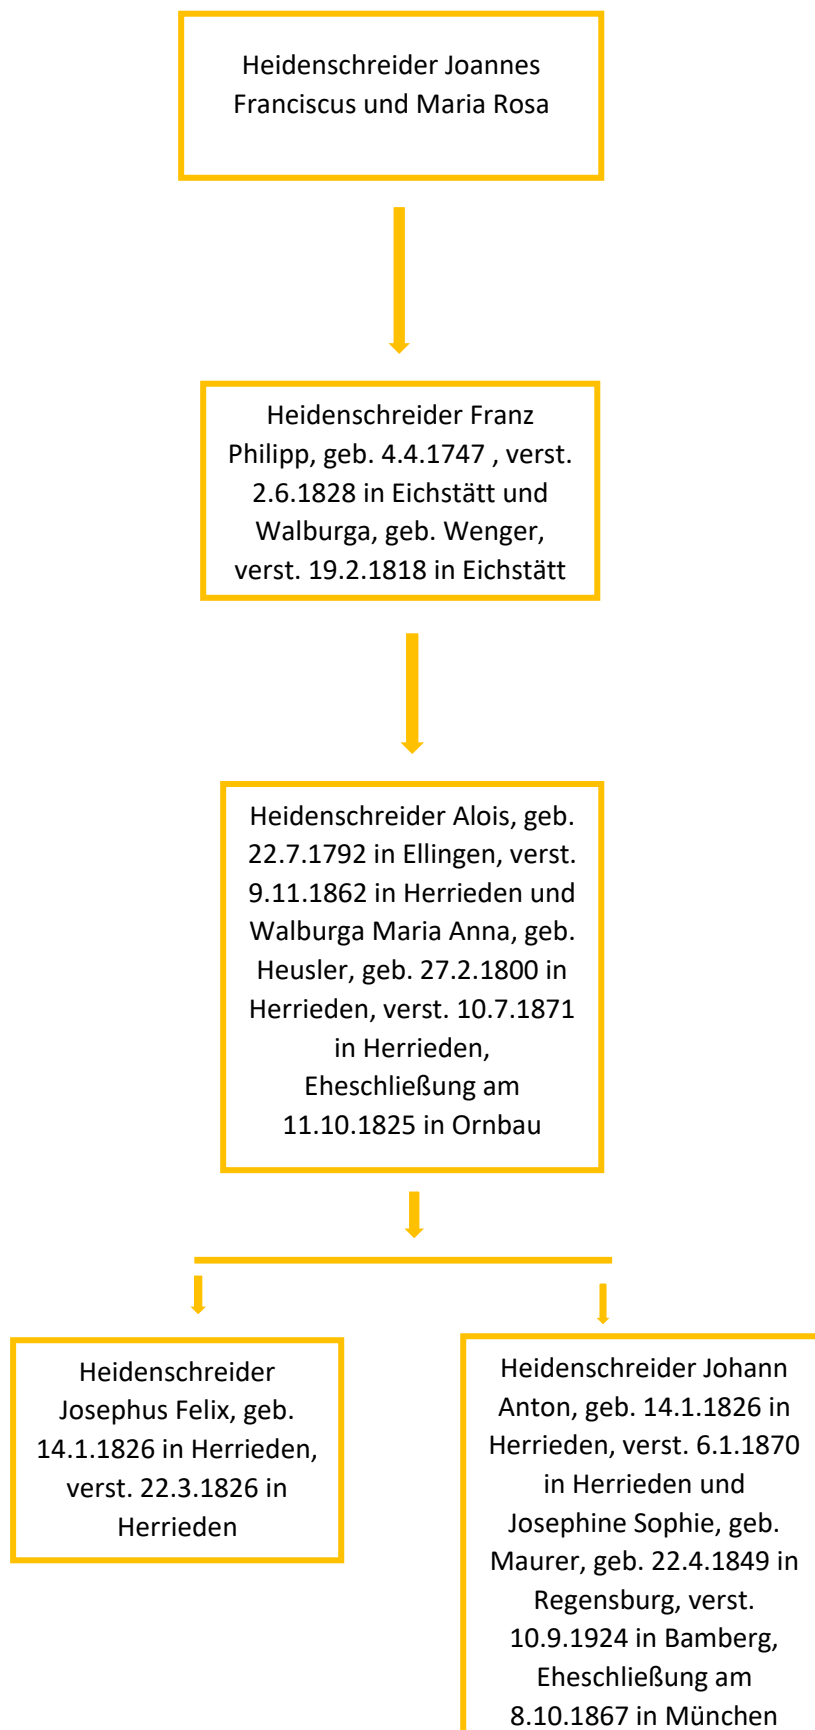 Heidenschreider Joannes
Franciscus und Maria Rosa
Heidenschreider Franz
Philipp, geb. 4.4.1747 , verst.
2.6.1828 in Eichstätt und
Walburga, geb. Wenger,
verst. 19.2.1818 in Eichstätt
Heidenschreider Alois, geb.
22.7.1792 in Ellingen, verst.
9.11.1862 in Herrieden und
Walburga Maria Anna, geb.
Heusler, geb. 27.2.1800 in
Herrieden, verst. 10.7.1871
in Herrieden,
Eheschließung am
11.10.1825 in Ornbau
Heidenschreider
Josephus Felix, geb.
14.1.1826 in Herrieden,
verst. 22.3.1826 in
Herrieden
Heidenschreider Johann
Anton, geb. 14.1.1826 in
Herrieden, verst. 6.1.1870
in Herrieden und
Josephine Sophie, geb.
Maurer, geb. 22.4.1849 in
Regensburg, verst.
10.9.1924 in Bamberg,
Eheschließung am
8.10.1867 in München